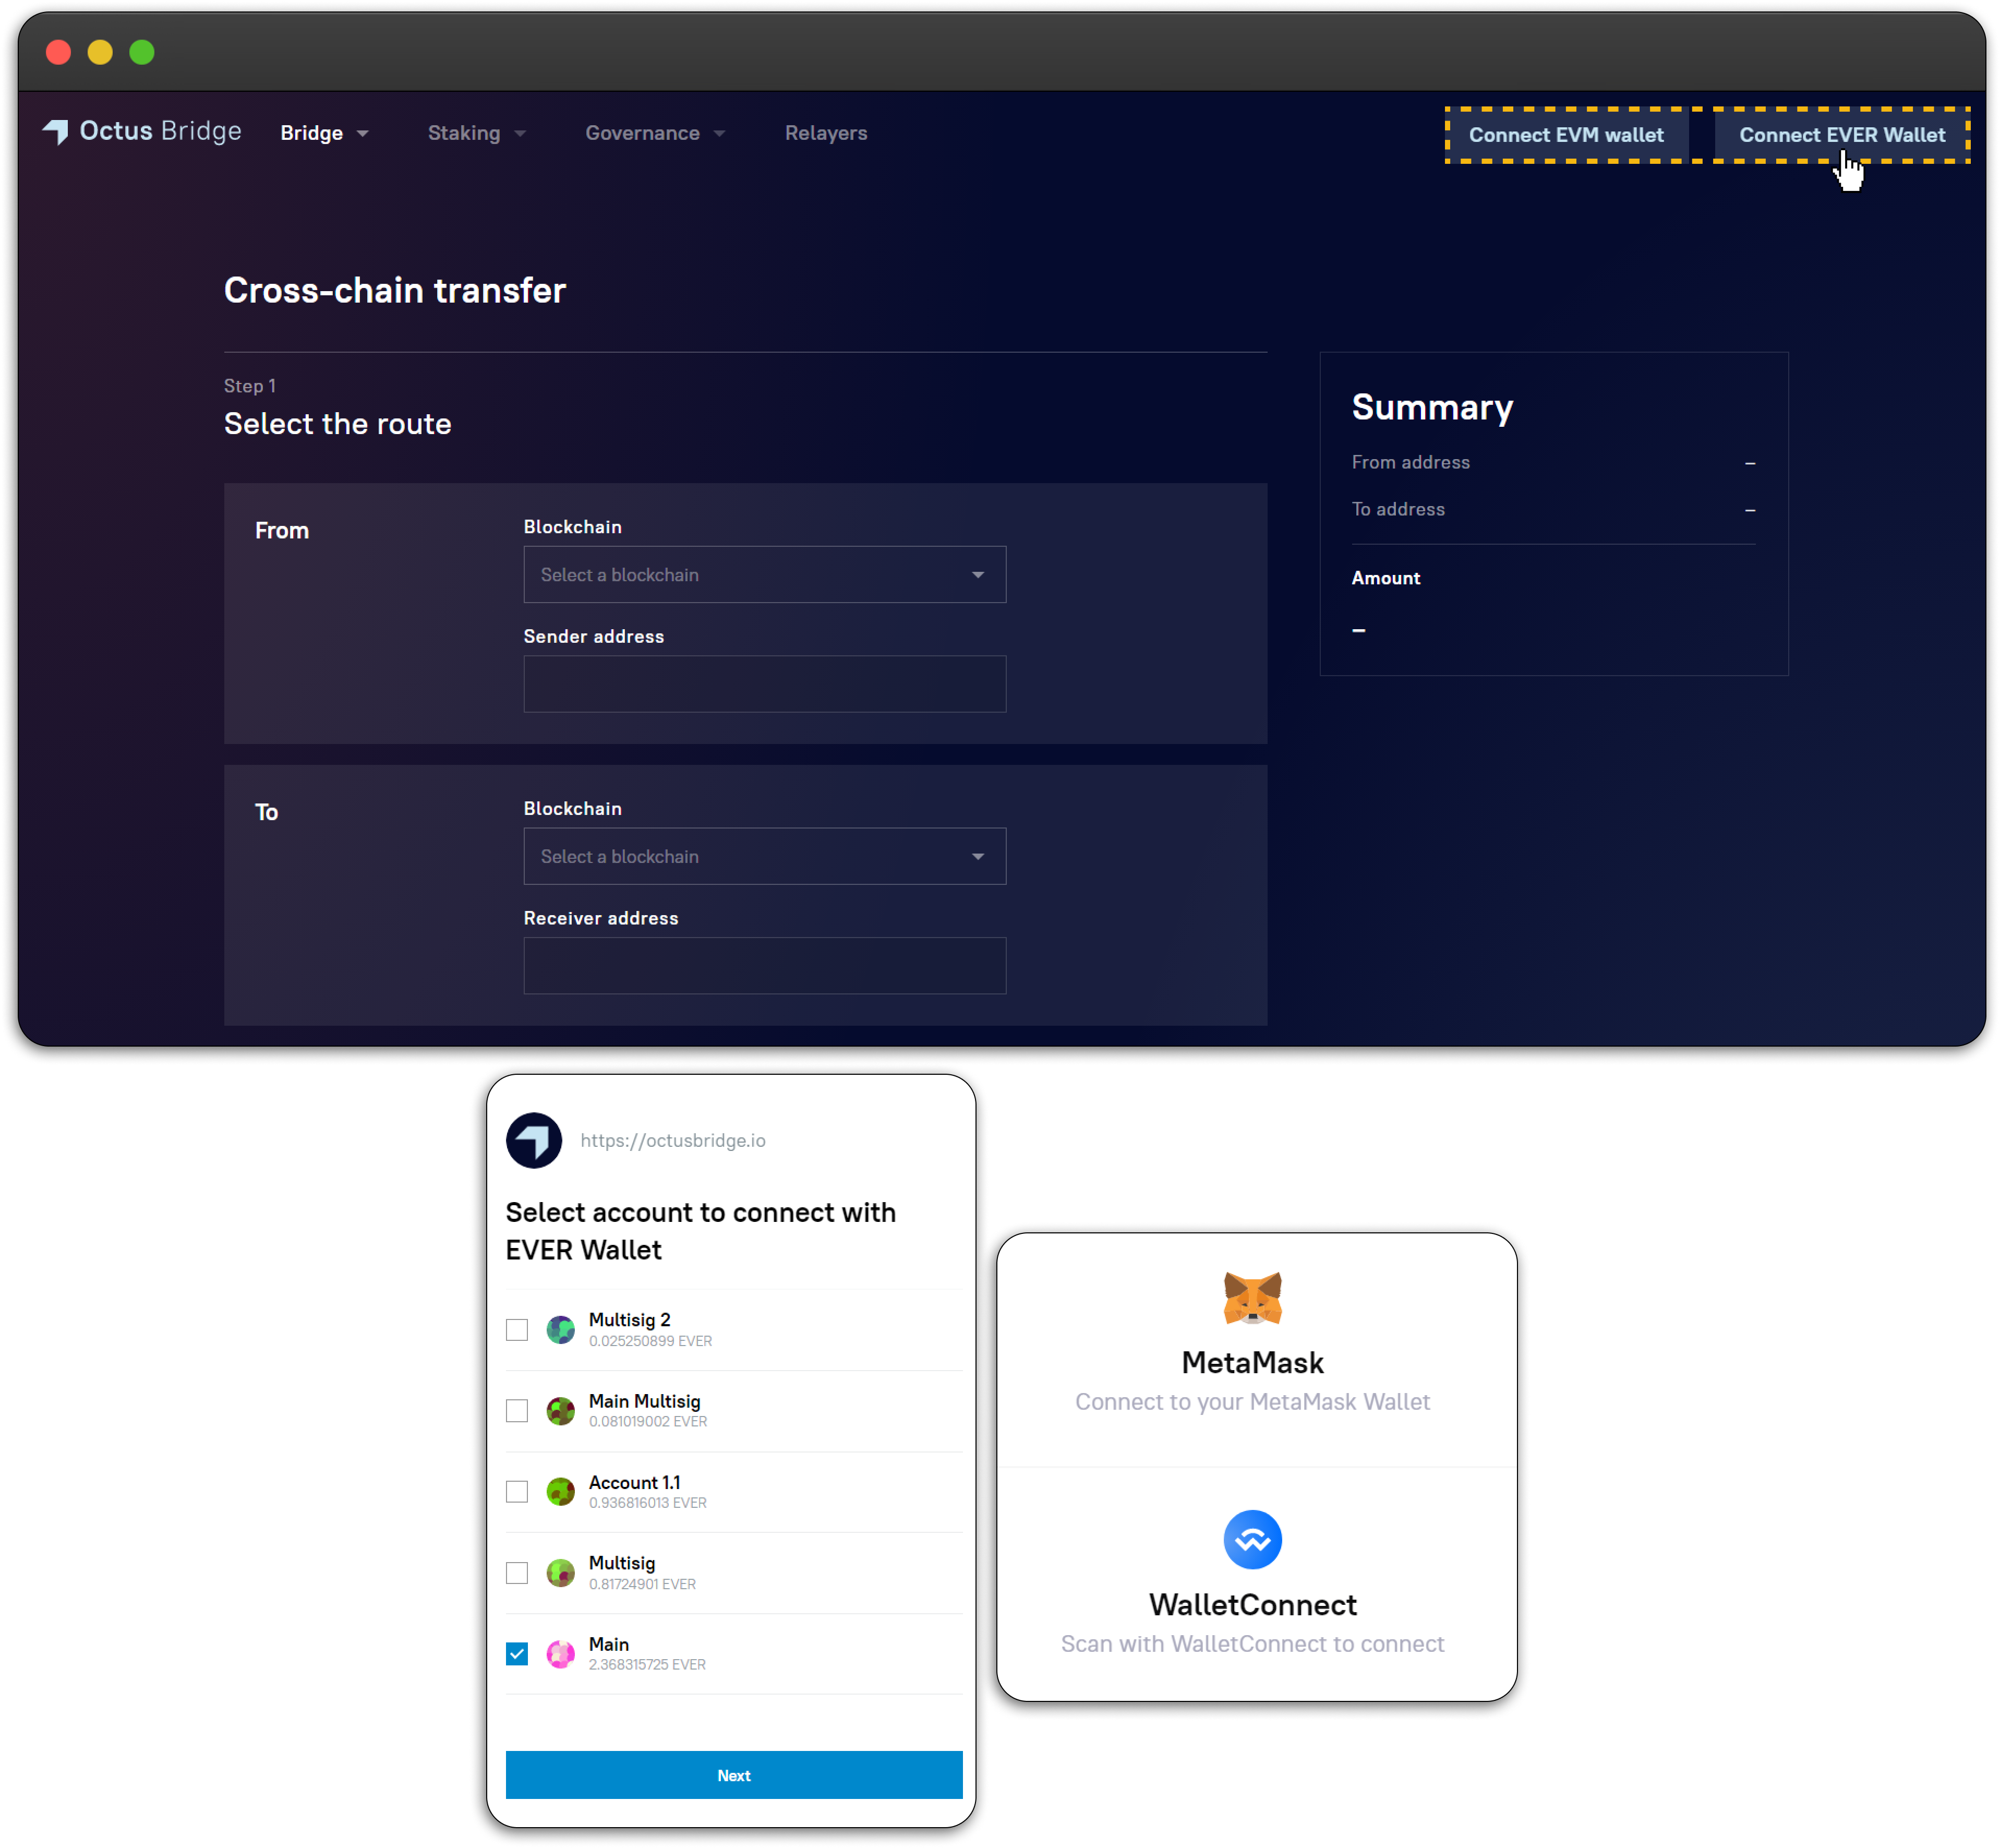 Octus Bridge
Bridge
Staking
Governance
Relayers
Connect EVM wallet
Connect EVER Wallet
Cross-chain transfer
Step 1
Select the route
From
Blockchain
Select a blockchain
Sender address
To
Blockchain
Select a blockchain
Receiver address
Summary
From address –
To address –
Amount
–
https://octusbridge.io
Select account to connect with
EVER Wallet
Multisig 2
0.025250899 EVER
Main Multisig
0.081019002 EVER
Account 1.1
0.936816013 EVER
Multisig
0.81724901 EVER
Main
2.368315725 EVER
Next
MetaMask
Connect to your MetaMask Wallet
WalletConnect
Scan with WalletConnect to connect